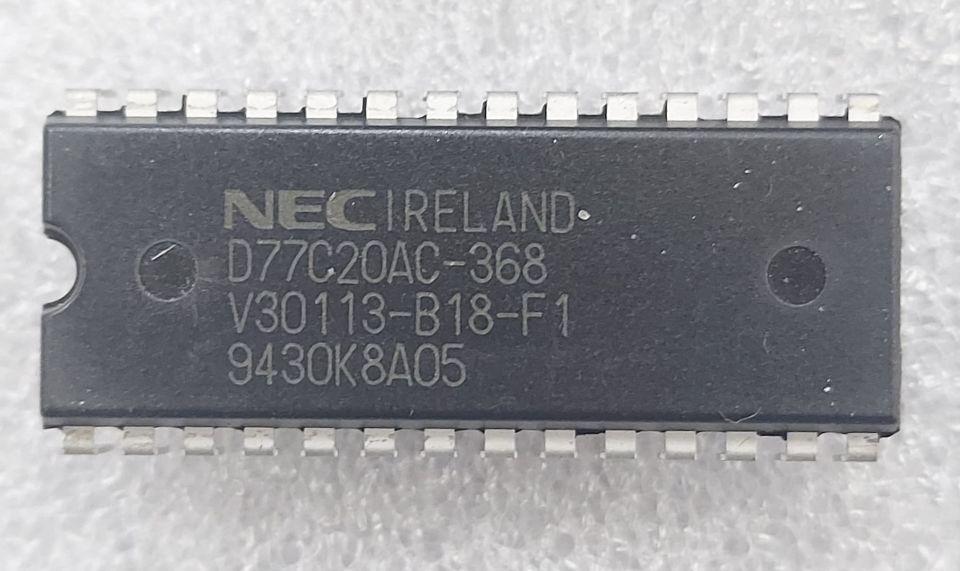 NEC IRELAND
D77C20AC-368
V30113-B18-F1
9430K8A05